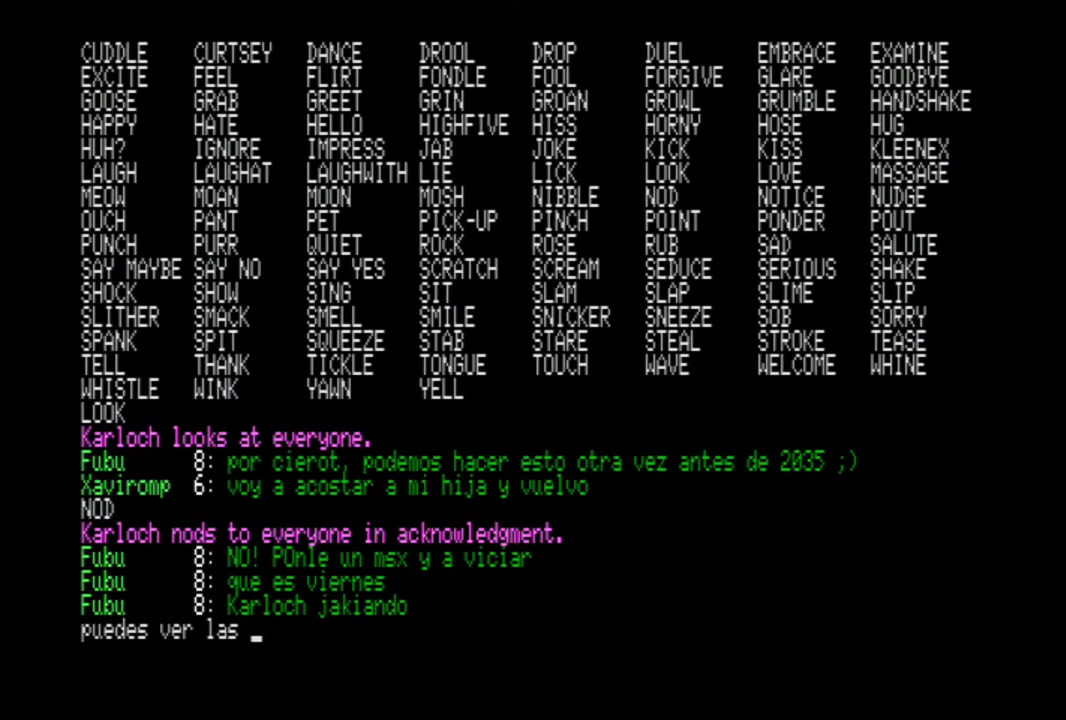 CUDDLE CURTSEY DANCE DROOL DROP DUEL EMBRACE EXAMINE
EXCITE FEEL FLIRT FONDLE FOOL FORGIVE GLARE GOODBYE
GOOSE GRAB GREET GRIN GROAN GROWL GRUMBLE HANDSHAKE
HAPPY HATE HELLO HIGHFIVE HISS HORNY HOSE HUG
HUH? IGNORE IMPRESS JAB JOKE KICK KISS KLEENEX
LAUGH LAUGHAT LAUGHWITH LIE LICK LOOK LOVE MASSAGE
MEOW MOAN MOON MOSH NIBBLE NOD NOTICE NUDGE
OUCH PANT PET PICK-UP PINCH POINT PONDER POUT
PUNCH PURR QUIET ROCK ROSE RUB SAD SALUTE
SAY MAYBE SAY NO SAY YES SCRATCH SCREAM SEDUCE SERIOUS SHAKE
SHOCK SHOW SING SIT SLAM SLAP SLIME SLIP
SLITHER SMACK SMELL SMILE SNICKER SNEEZE SOB SORRY
SPANK SPIT SQUEEZE STAB STARE STEAL STROKE TEASE
TELL THANK TICKLE TONGUE TOUCH WAVE WELCOME WHINE
WHISTLE WINK YAWN YELL
LOOK
Karloch looks at everyone.
Fubu 8: por cierot, podemos hacer esto otra vez antes de 2035 ;)
Xaviromp 6: voy a acostar a mi hija y vuelvo
NOD
Karloch nods to everyone in acknowledgment.
Fubu 8: NO! POnle un msx y a viciar
Fubu 8: que es viernes
Fubu 8: Karloch jakiando
puedes ver las _